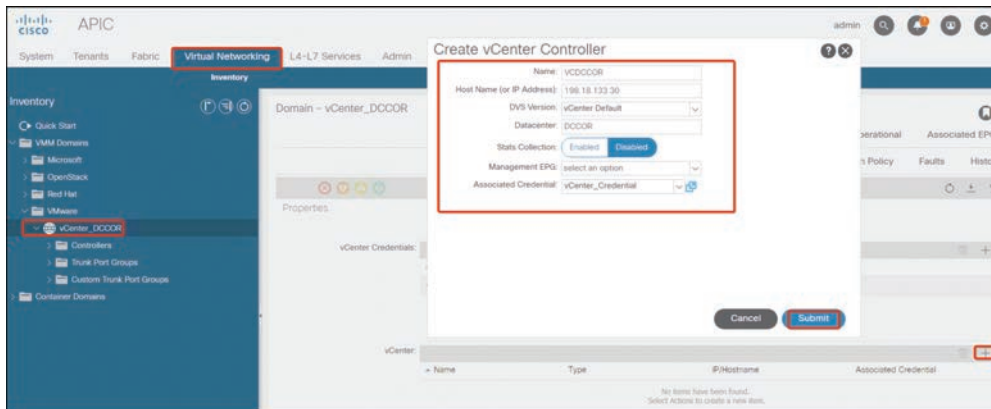 CISCO APIC admin
System Tenants Fabric Virtual Networking L4-L7 Services Admin
Inventory
Inventory
Quick Start
VMM Domains
Microsoft
OpenStack
Red Hat
VMware
vCenter_DCCOR
Controllers
Trunk Port Groups
Custom Trunk Port Groups
Container Domains
Domain - vCenter_DCCOR
Properties
vCenter Credentials:
vCenter:
Create vCenter Controller
Name: VCDCCOR
Host Name (or IP Address): 198.18.133.30
DVS Version: vCenter Default
Datacenter: DCCOR
Stats Collection: Enabled Disabled
Management EPG: select an option
Associated Credential: vCenter_Credential
Cancel Submit
perational Associated EP
n Policy Faults Histo
Name Type IP/Hostname Associated Credential
No items have been found.
Select Actions to create a new item.